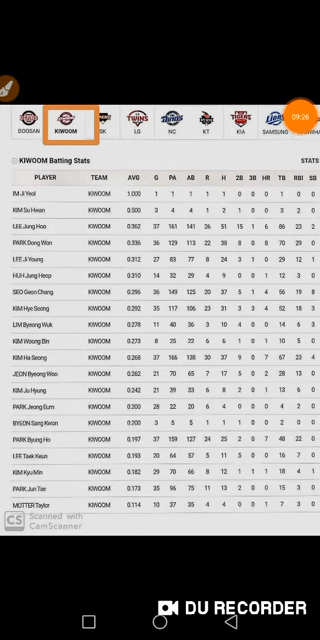 09:26
DOOSAN KIWOOM SK LG NC KT KIA SAMSUNG
KIWOOM Batting Stats STATS
PLAYER TEAM AVG G PA AB R H 2B 3B HR TB RBI SB
IM Ji Yeol KIWOOM 1.000 1 1 1 1 1 0 0 0 1 0 0
KIM Su Hwan KIWOOM 0.500 3 4 4 1 2 1 0 0 3 2 0
LEE Jung Hoo KIWOOM 0.362 37 161 141 26 51 15 1 6 86 23 2
PARK Dong Won KIWOOM 0.336 36 129 113 22 38 8 0 8 70 29 0
LEE Ji Young KIWOOM 0.312 27 83 77 8 24 3 1 0 29 12 1
HUH Jung Heop KIWOOM 0.310 14 32 29 4 9 0 0 1 12 3 0
SEO Geon Chang KIWOOM 0.296 36 149 125 20 37 5 1 4 56 19 8
KIM Hye Seong KIWOOM 0.292 35 117 106 23 31 3 3 4 52 18 3
LIM Byeong Wuk KIWOOM 0.278 11 40 36 3 10 4 0 0 14 6 3
KIM Woong Bin KIWOOM 0.273 8 25 22 6 6 1 0 1 10 5 0
KIM Ha Seong KIWOOM 0.268 37 166 138 30 37 9 0 7 67 23 4
JEON Byeong Woo KIWOOM 0.262 21 70 65 7 17 5 0 2 28 13 0
KIM Ju Hyung KIWOOM 0.242 21 39 33 6 8 2 0 1 13 6 0
PARK Jeong Eum KIWOOM 0.200 28 22 20 6 4 0 0 0 4 2 0
BYEON Sang Kwon KIWOOM 0.200 3 5 5 1 1 1 0 0 2 0 0
PARK Byung Ho KIWOOM 0.197 37 159 127 24 25 2 0 7 48 22 0
LEE Taek Keun KIWOOM 0.193 20 64 57 5 11 5 0 0 16 7 0
KIM Kyu Min KIWOOM 0.182 29 70 66 8 12 1 1 1 18 4 1
PARK Jun Tae KIWOOM 0.173 35 96 75 11 13 2 0 0 15 3 0
MOTTER Taylor KIWOOM 0.114 10 37 35 4 4 0 0 1 7 3 0
CS Scanned with
CamScanner
DU RECORDER